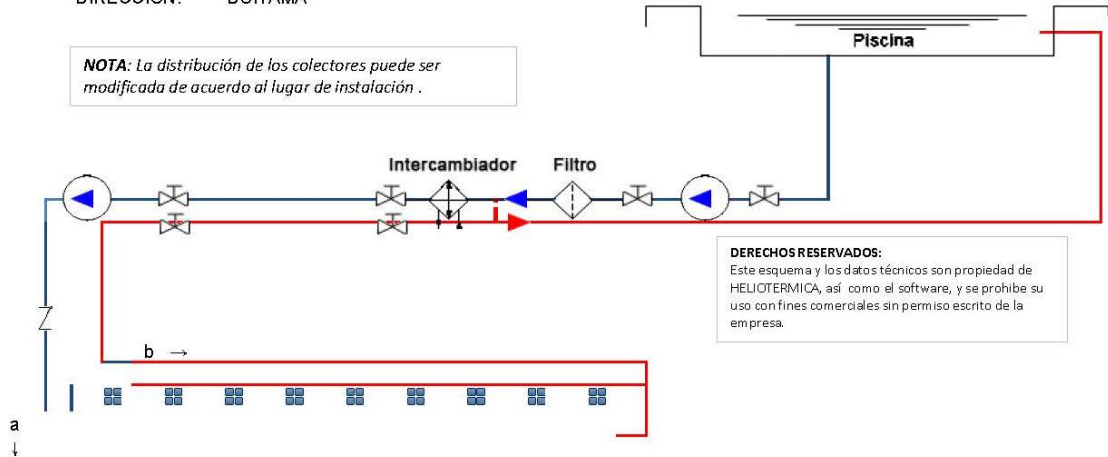 NOTA: La distribución de los colectores puede ser
modificada de acuerdo al lugar de instalación .
Piscina
Intercambiador
Filtro
DERECHOS RESERVADOS:
Este esquema y los datos técnicos son propiedad de
HELIOTERMICA, así como el software, y se prohibe su
uso con fines comerciales sin permiso escrito de la
empresa.
b →
a
↓